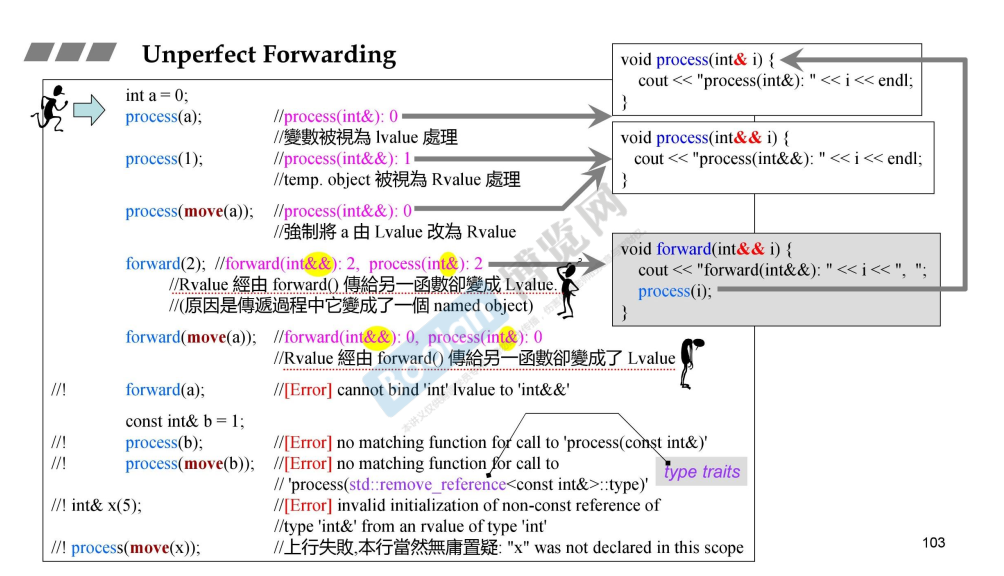 Unperfect Forwarding
int a = 0;
process(a); //process(int&): 0
//變數被視為 lvalue 處理
process(1); //process(int&&): 1
//temp. object 被視為 Rvalue 處理
process(move(a)); //process(int&&): 0
//強制將 a 由 Lvalue 改為 Rvalue
forward(2); //forward(int&&): 2, process(int&): 2
//Rvalue 經由 forward() 傳給另一函數卻變成 Lvalue.
//(原因是傳遞過程中它變成了一個 named object)
forward(move(a)); //forward(int&&): 0, process(int&): 0
//Rvalue 經由 forward() 傳給另一函數卻變成了 Lvalue
//! forward(a); //[Error] cannot bind 'int' lvalue to 'int&&'
const int& b = 1;
//! process(b); //[Error] no matching function for call to 'process(const int&)'
//! process(move(b)); //[Error] no matching function for call to
// 'process(std::remove_reference<const int&>::type)'
//! int& x(5); //[Error] invalid initialization of non-const reference of
//type 'int&' from an rvalue of type 'int'
//! process(move(x)); //上行失敗,本行當然無庸置疑: "x" was not declared in this scope
void process(int& i) {
cout << "process(int&): " << i << endl;
}
void process(int&& i) {
cout << "process(int&&): " << i << endl;
}
void forward(int&& i) {
cout << "forward(int&&): " << i << ", ";
process(i);
}
type traits
103
Boolan
博览网